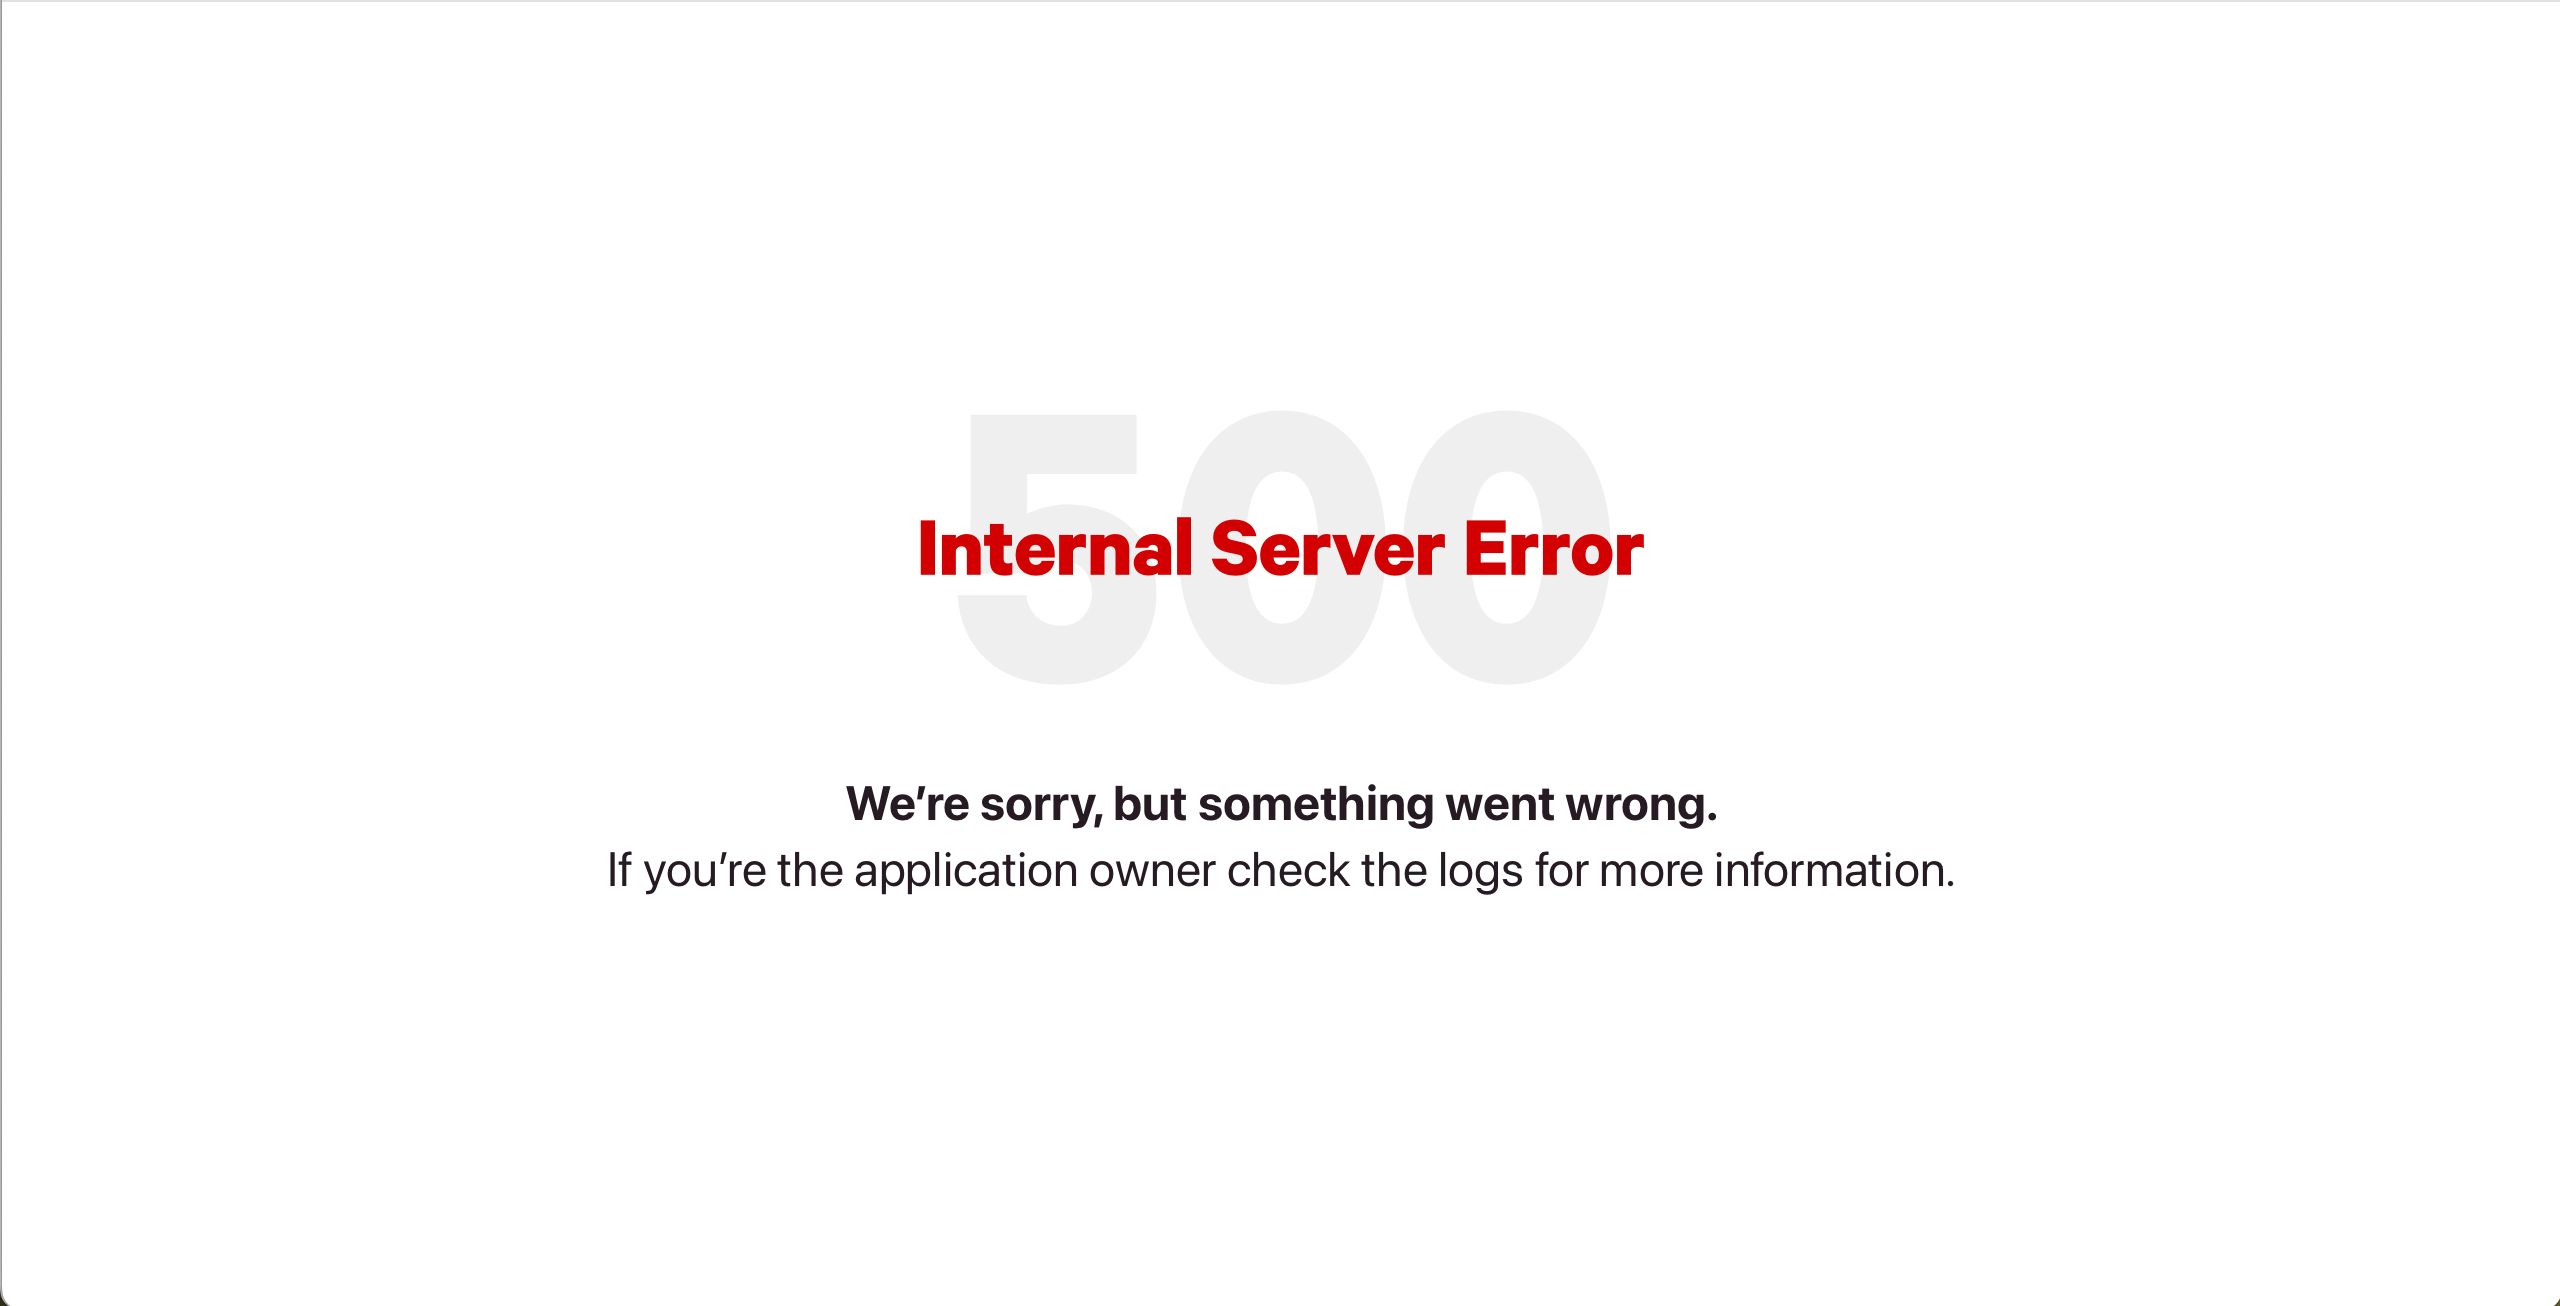 500
Internal Server Error
We’re sorry, but something went wrong.
If you’re the application owner check the logs for more information.